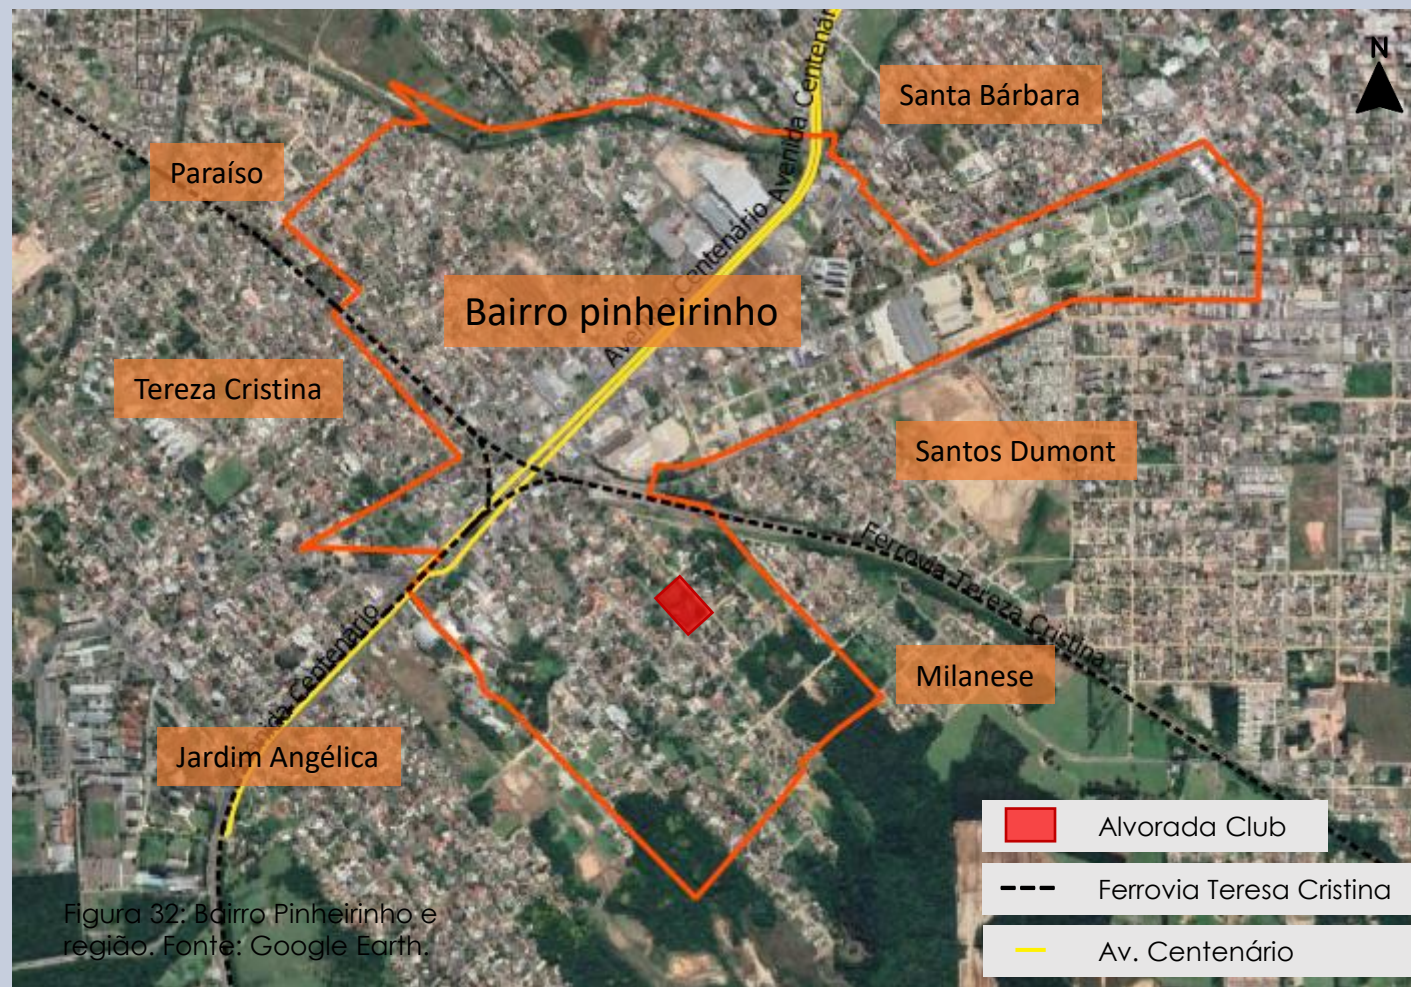 N
Santa Bárbara
Avenida Centenário
Paraíso
Avenida Centenário
Bairro pinheirinho
Tereza Cristina
Santos Dumont
Ferrovia Tereza Cristina
Milanese
nida Centenário
Jardim Angélica
Alvorada Club
Ferrovia Teresa Cristina
Av. Centenário
Figura 32: Bairro Pinheirinho e
região. Fonte: Google Earth.